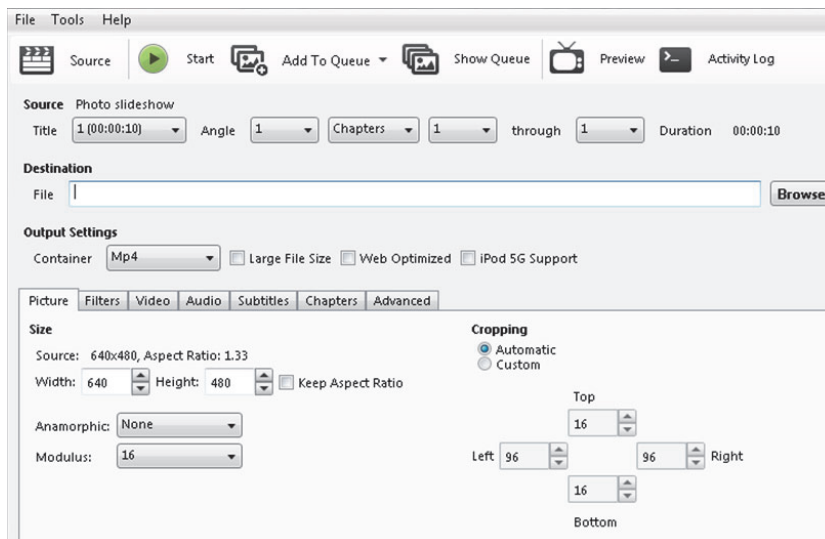 File Tools Help
Source Start Add To Queue Show Queue Preview Activity Log
Source Photo slideshow
Title 1 (00:00:10) Angle 1 Chapters 1 through 1 Duration 00:00:10
Destination
File Browse
Output Settings
Container Mp4 Large File Size Web Optimized iPod 5G Support
Picture Filters Video Audio Subtitles Chapters Advanced
Size Cropping
Source: 640x480, Aspect Ratio: 1.33 Automatic
Custom
Width: 640 Height: 480 Keep Aspect Ratio
Top
Anamorphic: None 16
Modulus: 16 Left 96 96 Right
16
Bottom